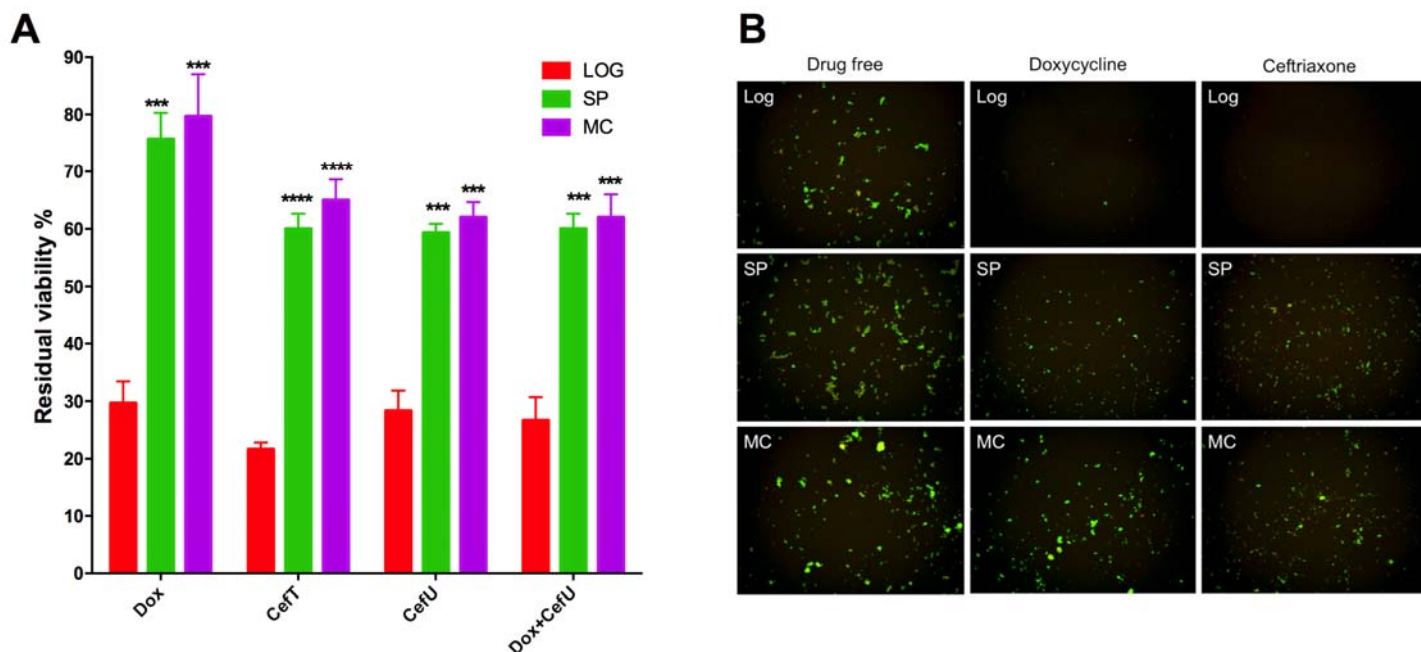 A
Residual viability %
90
80
70
60
50
40
30
20
10
0
*** ***
**** ****
*** ***
*** ***
LOG
SP
MC
Dox
CefT
CefU
Dox+CefU
B
Drug free Doxycycline Ceftriaxone
Log Log Log
SP SP SP
MC MC MC